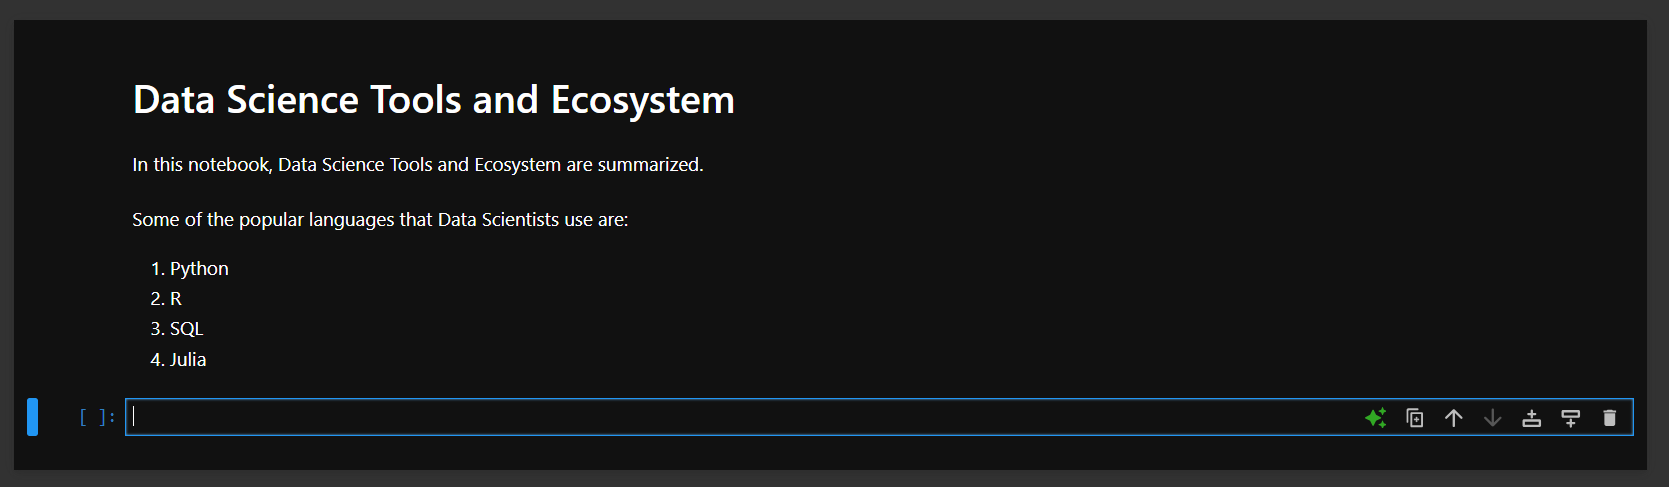 Data Science Tools and Ecosystem
In this notebook, Data Science Tools and Ecosystem are summarized.
Some of the popular languages that Data Scientists use are:
1. Python
2. R
3. SQL
4. Julia
[ ]: